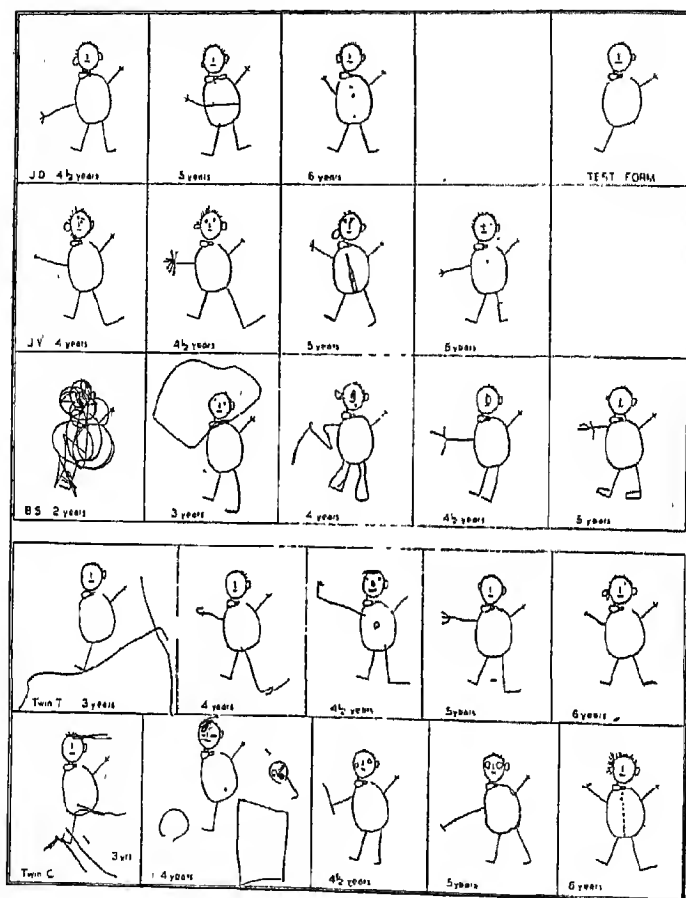 J.D 4½ years
5 years
6 years
TEST FORM
J.V 4 years
4½ years
5 years
6 years
B S 2 years
3 years
4 years
4½ years
5 years
Twin T 3 years
4 years
4½ years
5 years
6 years
Twin C 3 yrs
4 years
4½ years
5 years
6 years